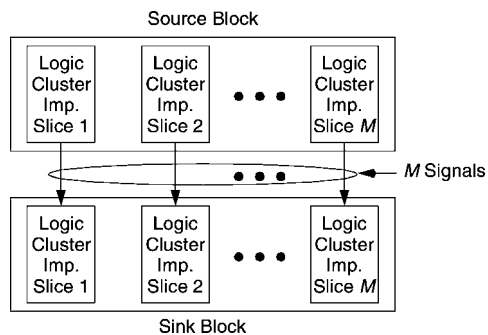 Source Block
Logic
Cluster
Imp.
Slice 1
Logic
Cluster
Imp.
Slice 2
Logic
Cluster
Imp.
Slice M
M Signals
Logic
Cluster
Imp.
Slice 1
Logic
Cluster
Imp.
Slice 2
Logic
Cluster
Imp.
Slice M
Sink Block